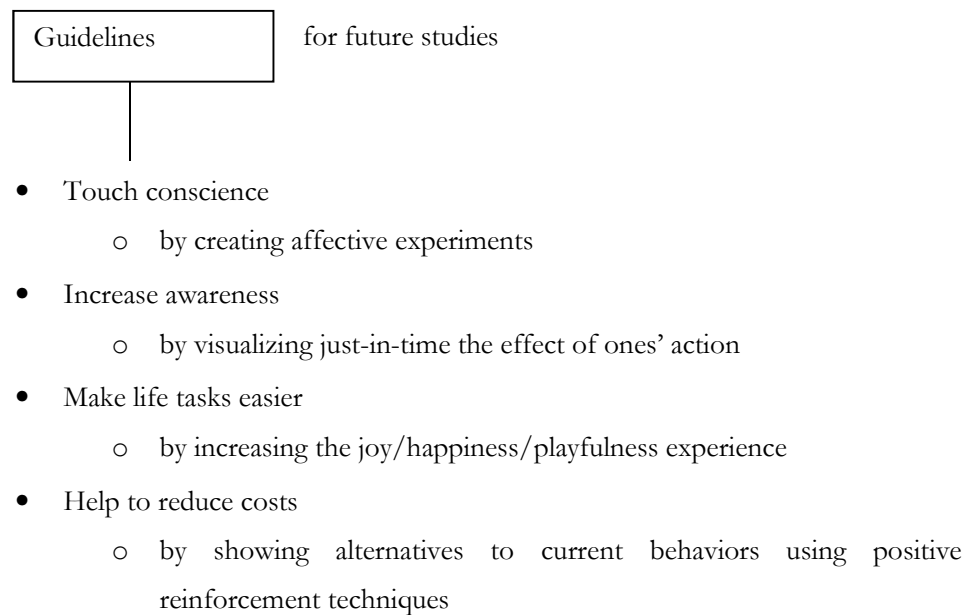 Guidelines for future studies
• Touch conscience
o by creating affective experiments
• Increase awareness
o by visualizing just-in-time the effect of ones’ action
• Make life tasks easier
o by increasing the joy/happiness/playfulness experience
• Help to reduce costs
o by showing alternatives to current behaviors using positive
reinforcement techniques